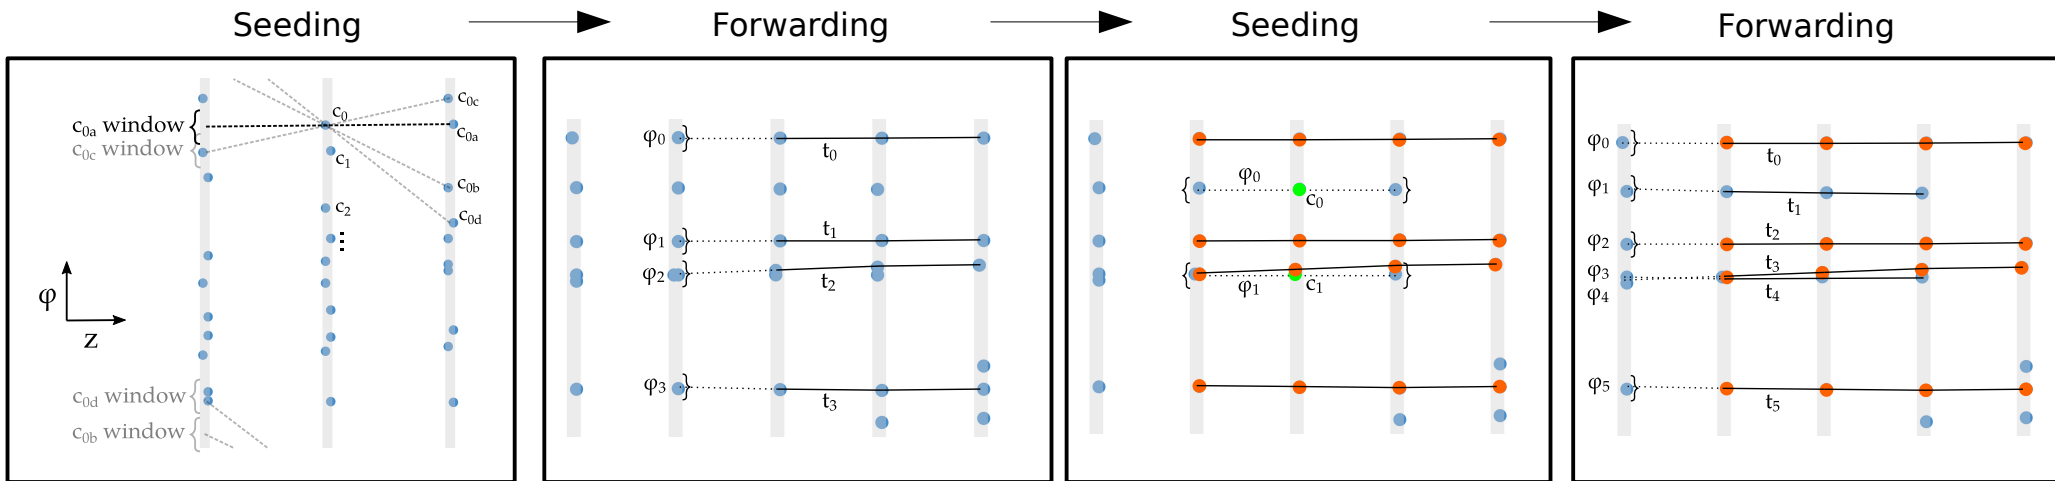 Seeding
Forwarding
Seeding
Forwarding
c₀ₐ window
c₀c window
c₀
c₁
c₂
⋮
c₀c
c₀ₐ
c₀b
c₀d
φ
z
c₀d window
c₀b window
φ₀
t₀
φ₁
t₁
φ₂
t₂
φ₃
t₃
φ₀
c₀
φ₁
c₁
φ₀
t₀
φ₁
t₁
φ₂
t₂
φ₃
t₃
φ₄
t₄
φ₅
t₅